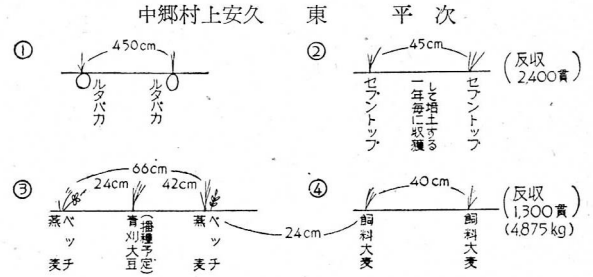 中郷村上安久 東 平次
① 450cm
ルタバカ ルタバカ
② 45cm
セブントップ
一年毎に収穫
して培土する
セブントップ
(反収
2,400貫)
③ 66cm
24cm 42cm
ベッチ
燕麦
青刈大豆
(播種予定)
ベッチ
燕麦
24cm
④ 40cm
飼料大麦 飼料大麦
(反収
1,300貫)
(4,875kg)